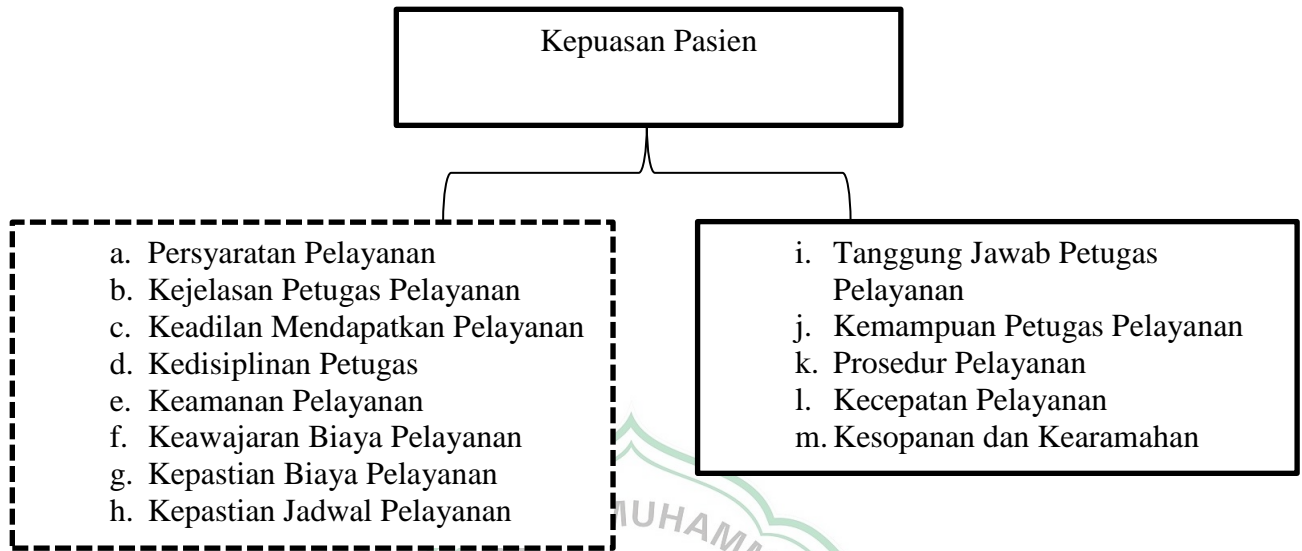 Kepuasan Pasien
a. Persyaratan Pelayanan
b. Kejelasan Petugas Pelayanan
c. Keadilan Mendapatkan Pelayanan
d. Kedisiplinan Petugas
e. Keamanan Pelayanan
f. Keawajaran Biaya Pelayanan
g. Kepastian Biaya Pelayanan
h. Kepastian Jadwal Pelayanan
i. Tanggung Jawab Petugas
Pelayanan
j. Kemampuan Petugas Pelayanan
k. Prosedur Pelayanan
l. Kecepatan Pelayanan
m. Kesopanan dan Kearamahan